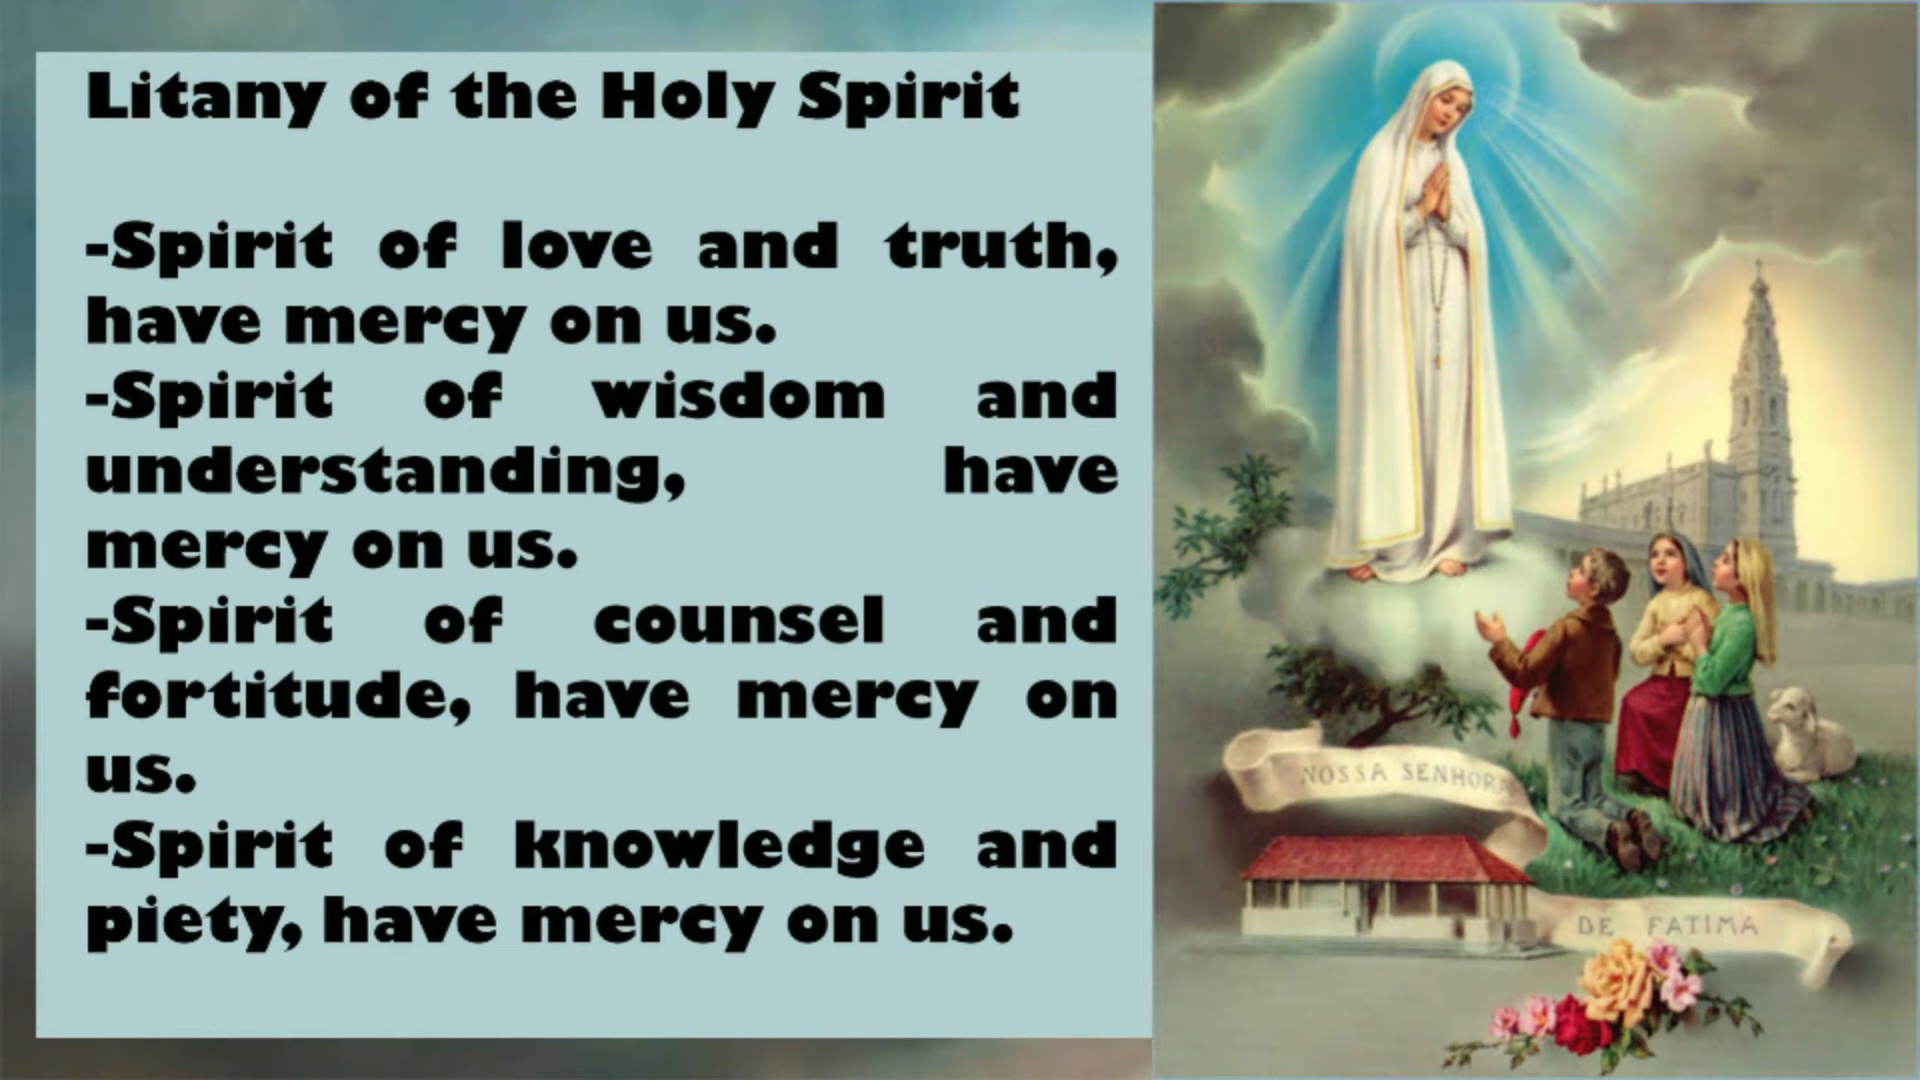 Litany of the Holy Spirit
-Spirit of love and truth,
have mercy on us.
-Spirit of wisdom and
understanding, have
mercy on us.
-Spirit of counsel and
fortitude, have mercy on
us.
-Spirit of knowledge and
piety, have mercy on us.
NOSSA SENHORA
DE FATIMA